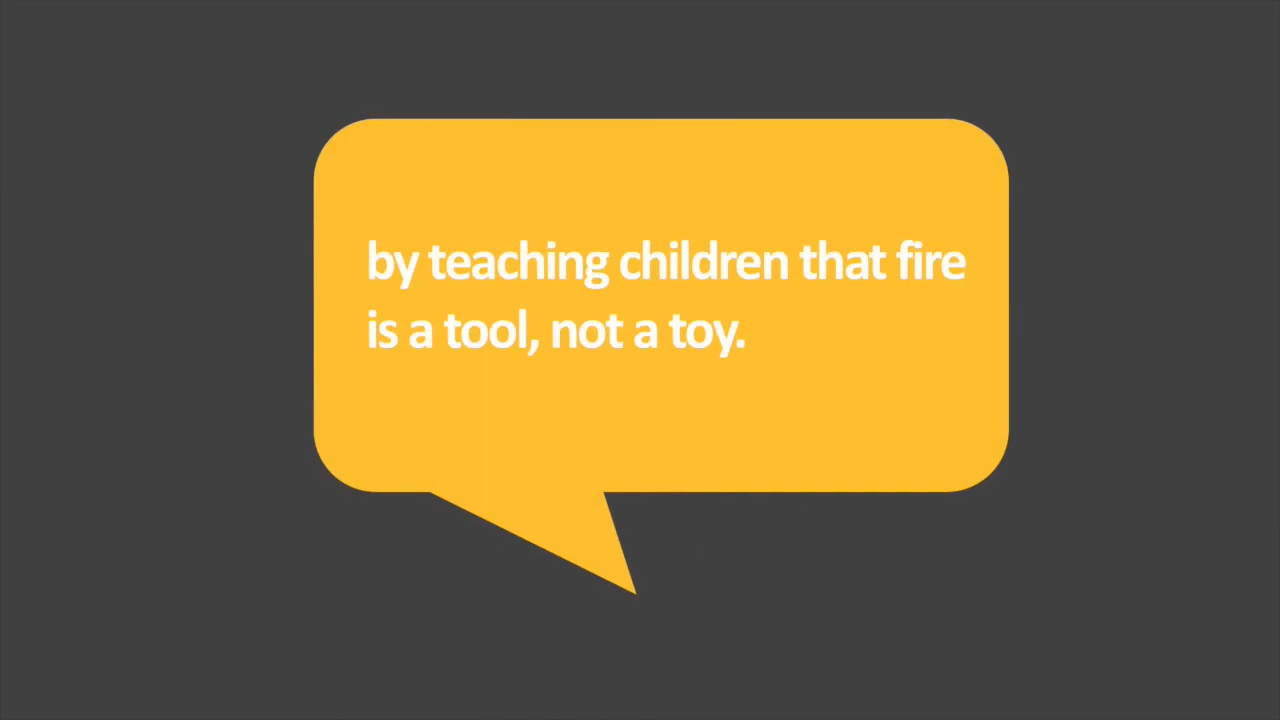 by teaching children that fire
is a tool, not a toy.